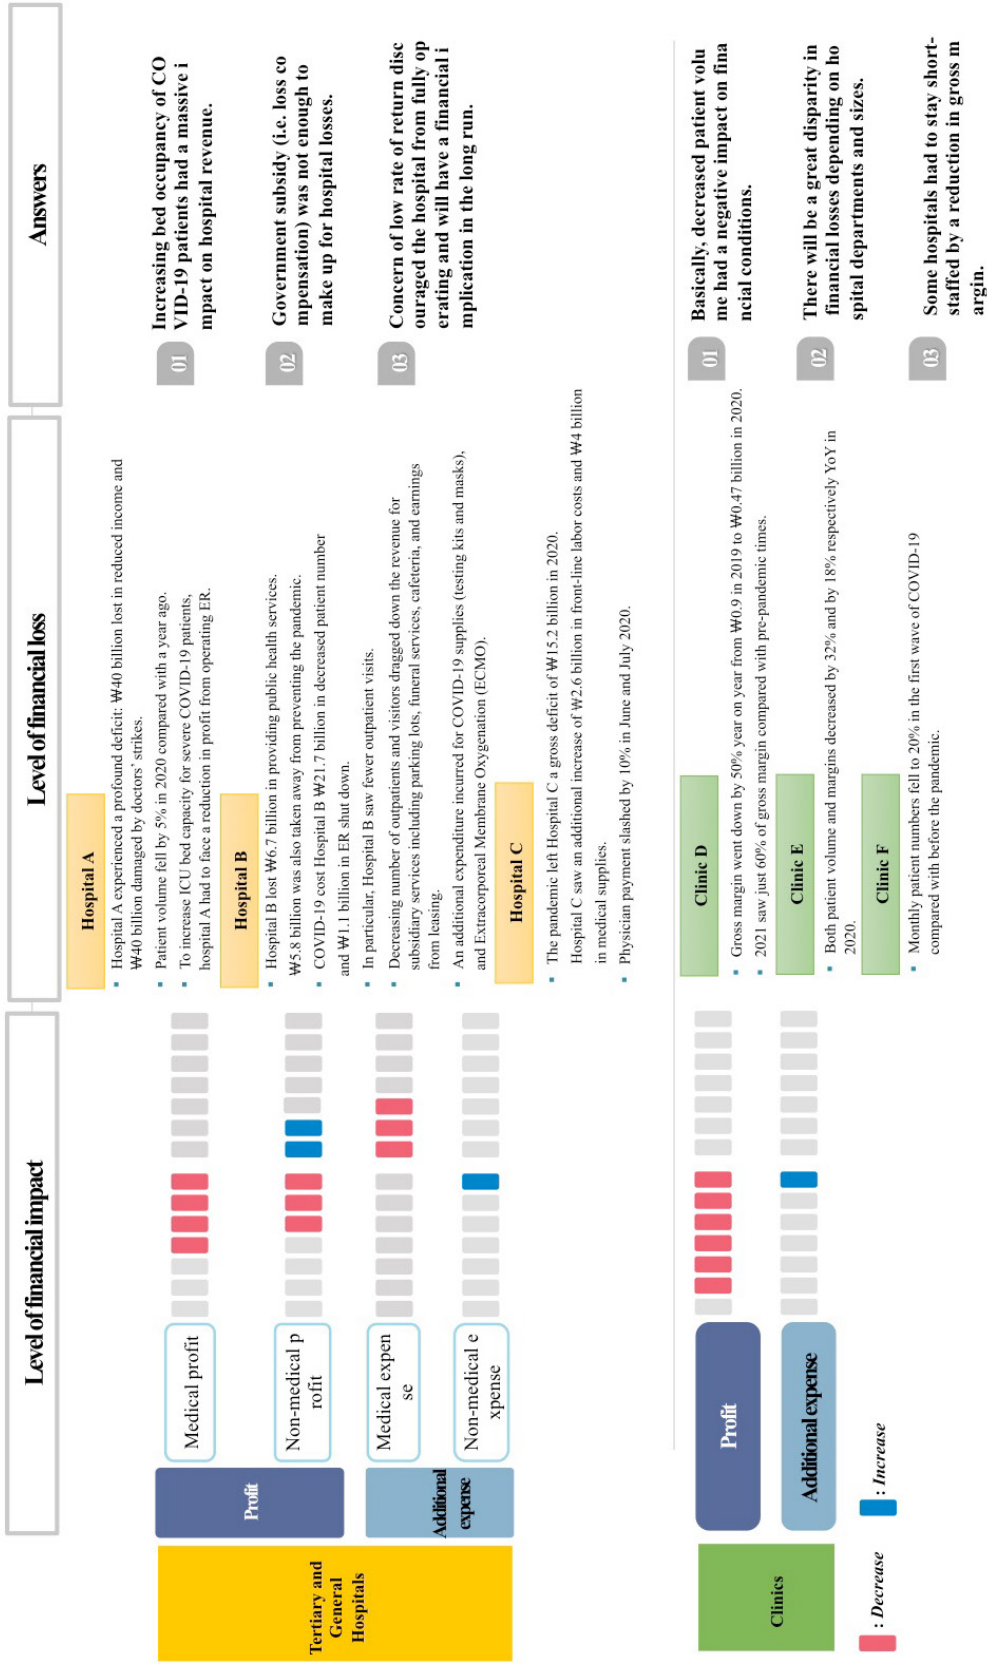 Level of financial impact
Level of financial loss
Answers
Tertiary and
General
Hospitals
Profit
Medical profit
Non-medical p
rofit
Additional
expense
Medical expen
se
Non-medical e
xpense
Hospital A
▪ Hospital A experienced a profound deficit: ₩40 billion lost in reduced income and
₩40 billion damaged by doctors' strikes.
▪ Patient volume fell by 5% in 2020 compared with a year ago.
▪ To increase ICU bed capacity for severe COVID-19 patients,
hospital A had to face a reduction in profit from operating ER.
Hospital B
▪ Hospital B lost ₩6.7 billion in providing public health services.
₩5.8 billion was also taken away from preventing the pandemic.
▪ COVID-19 cost Hospital B ₩21.7 billion in decreased patient number
and ₩1.1 billion in ER shut down.
▪ In particular, Hospital B saw fewer outpatient visits.
▪ Decreasing number of outpatients and visitors dragged down the revenue for
subsidiary services including parking lots, funeral services, cafeteria, and earnings
from leasing.
▪ An additional expenditure incurred for COVID-19 supplies (testing kits and masks),
and Extracorporeal Membrane Oxygenation (ECMO).
Hospital C
▪ The pandemic left Hospital C a gross deficit of ₩15.2 billion in 2020.
Hospital C saw an additional increase of ₩2.6 billion in front-line labor costs and ₩4 billion
in medical supplies.
▪ Physician payment slashed by 10% in June and July 2020.
01
Increasing bed occupancy of CO
VID-19 patients had a massive i
mpact on hospital revenue.
02
Government subsidy (i.e. loss co
mpensation) was not enough to
make up for hospital losses.
03
Concern of low rate of return disc
ouraged the hospital from fully op
erating and will have a financial i
mplication in the long run.
Clinics
Profit
Additional expense
Clinic D
▪ Gross margin went down by 50% year on year from ₩0.9 in 2019 to ₩0.47 billion in 2020.
▪ 2021 saw just 60% of gross margin compared with pre-pandemic times.
Clinic E
▪ Both patient volume and margins decreased by 32% and by 18% respectively YoY in
2020.
Clinic F
▪ Monthly patient numbers fell to 20% in the first wave of COVID-19
compared with before the pandemic.
01
Basically, decreased patient volu
me had a negative impact on fina
ncial conditions.
02
There will be a great disparity in
financial losses depending on ho
spital departments and sizes.
03
Some hospitals had to stay short-
staffed by a reduction in gross m
argin.
: Decrease
: Increase